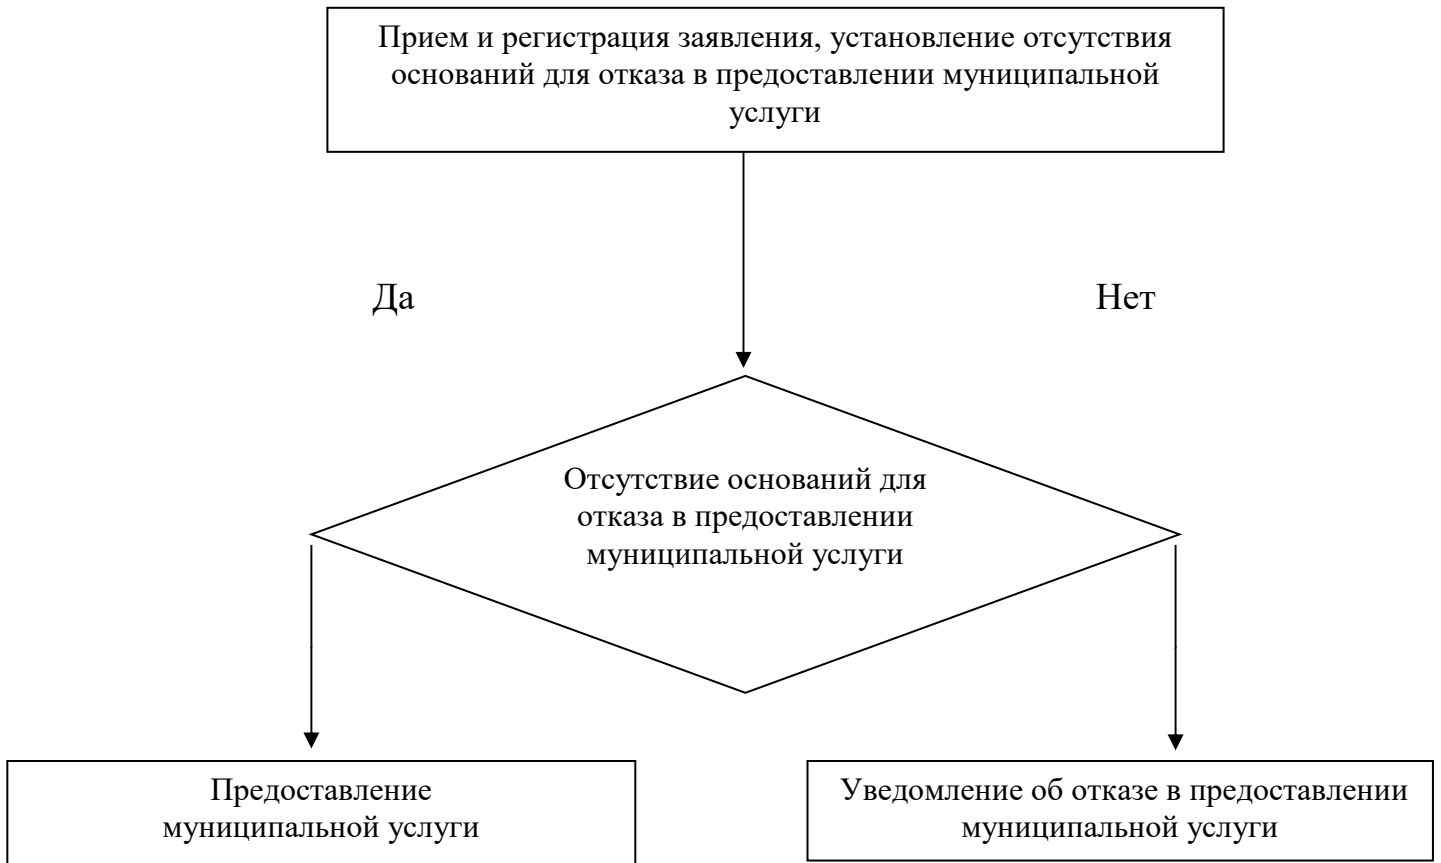 Прием и регистрация заявления, установление отсутствия
оснований для отказа в предоставлении муниципальной
услуги
Да
Нет
Отсутствие оснований для
отказа в предоставлении
муниципальной услуги
Предоставление
муниципальной услуги
Уведомление об отказе в предоставлении
муниципальной услуги